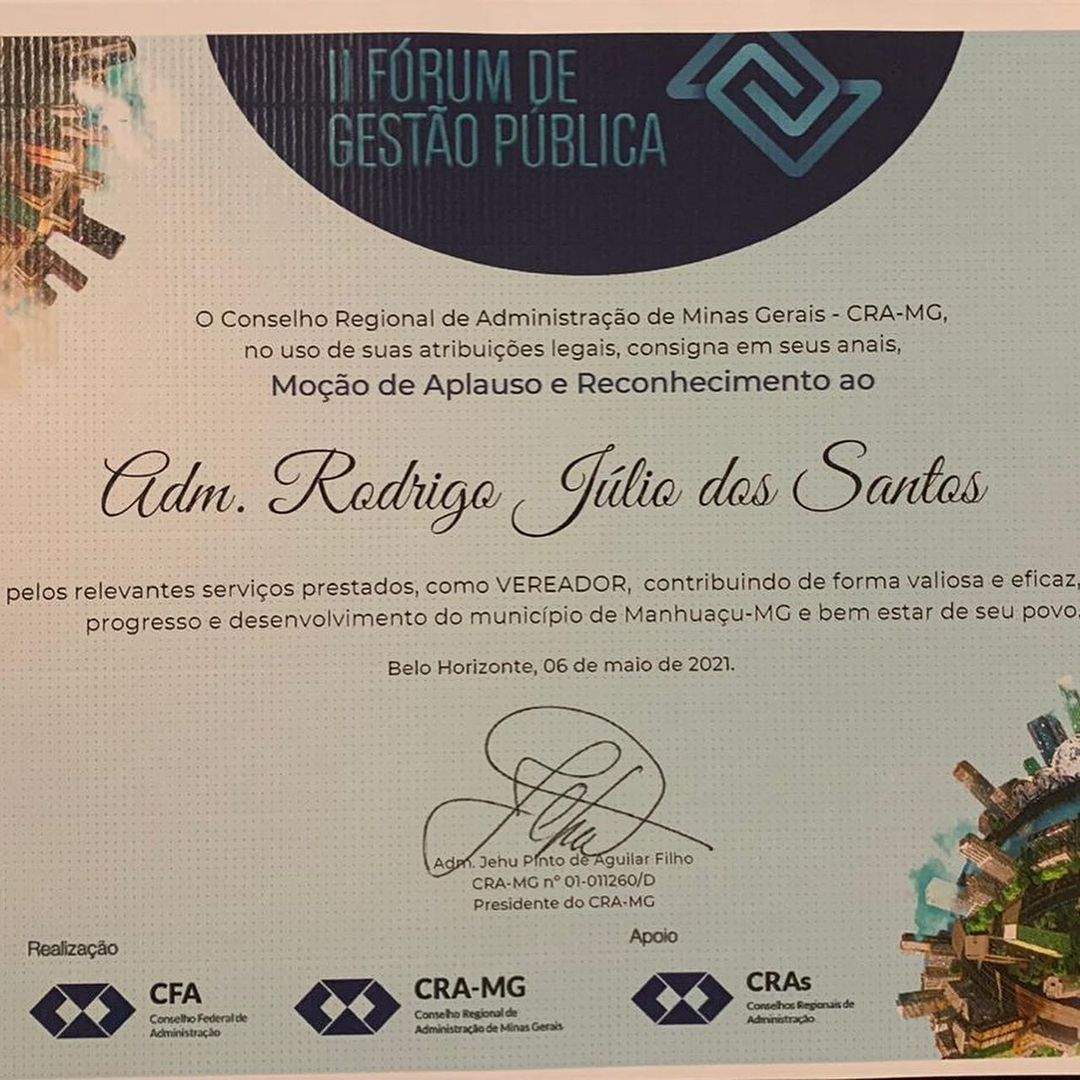 II FÓRUM DE
GESTÃO PÚBLICA
O Conselho Regional de Administração de Minas Gerais - CRA-MG,
no uso de suas atribuições legais, consigna em seus anais,
Moção de Aplauso e Reconhecimento ao
Adm. Rodrigo Júlio dos Santos
pelos relevantes serviços prestados, como VEREADOR, contribuindo de forma valiosa e eficaz,
progresso e desenvolvimento do município de Manhuaçu-MG e bem estar de seu povo.
Belo Horizonte, 06 de maio de 2021.
Adm. Jehu Pinto de Aguilar Filho
CRA-MG nº 01-011260/D
Presidente do CRA-MG
Realização
Apoio
CFA
Conselho Federal de
Administração
CRA-MG
Conselho Regional de
Administração de Minas Gerais
CRAs
Conselhos Regionais de
Administração